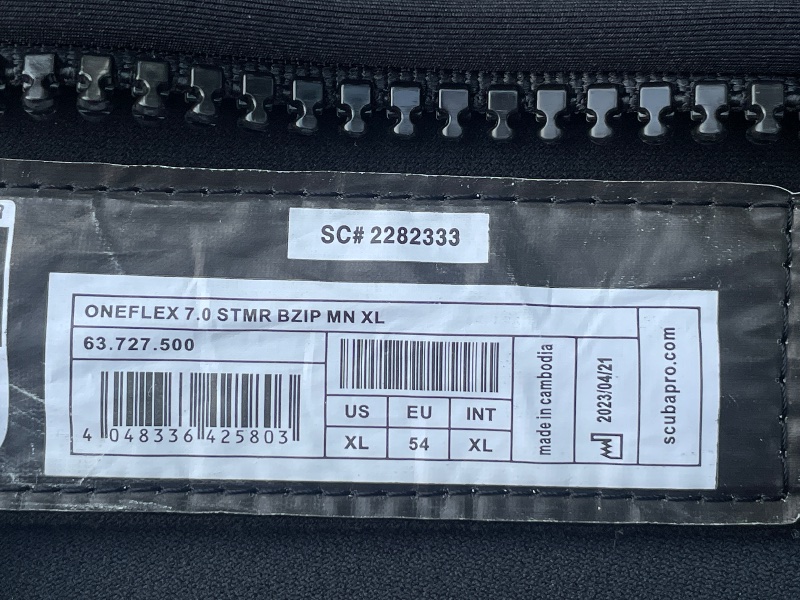 SC# 2282333
ONEFLEX 7.0 STMR BZIP MN XL
63.727.500
4 048336 425803
US EU INT
XL 54 XL
made in cambodia
2023/04/21
scubapro.com